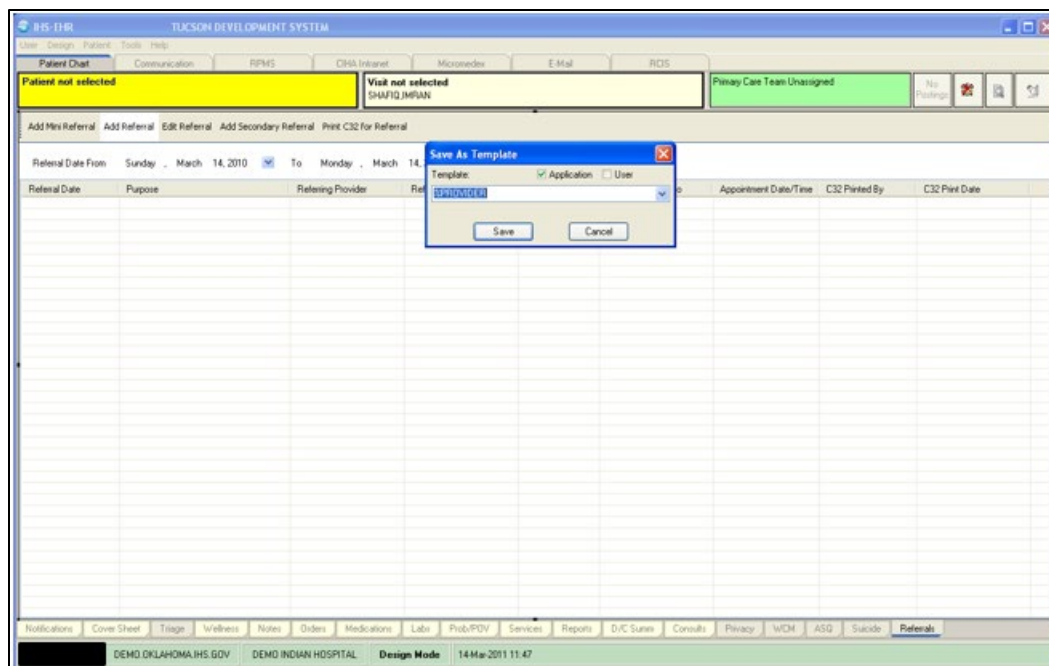 IHS-EHR TUCSON DEVELOPMENT SYSTEM
User Design Patient Tools Help
Patient Chart Communication RPMS CIHA Intranet Micromedex E-Mail RCIS
Patient not selected Visit not selected Primary Care Team Unassigned No Postings
SHAFIQ,IMRAN
Add Mini Referral Add Referral Edit Referral Add Secondary Referral Print C32 for Referral
Referral Date From Sunday , March 14, 2010 To Monday , March 14,
Save As Template
Template: Application User
Save Cancel
Referral Date Purpose Referring Provider Ref o Appointment Date/Time C32 Printed By C32 Print Date
Notifications Cover Sheet Triage Wellness Notes Orders Medications Labs Prob/POV Services Reports D/C Summ Consults Privacy WCM ASQ Suicide Referrals
DEMO.OKLAHOMA.IHS.GOV DEMO INDIAN HOSPITAL Design Mode 14-Mar-2011 11:47